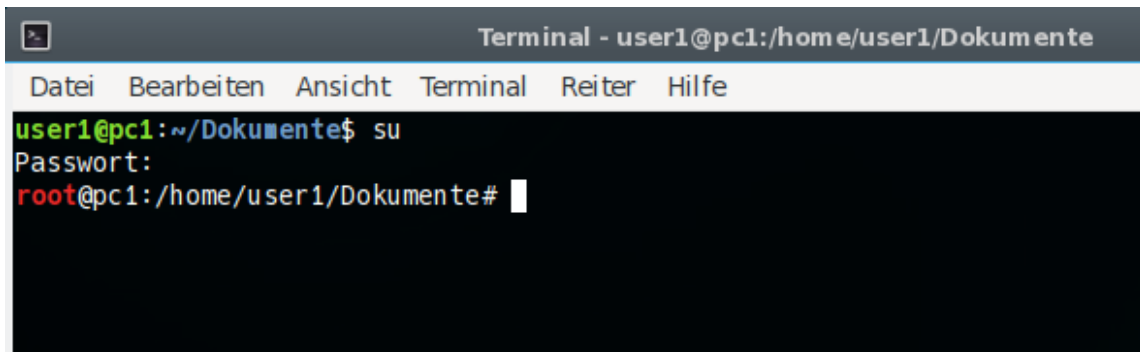 Terminal - user1@pc1:/home/user1/Dokumente
Datei Bearbeiten Ansicht Terminal Reiter Hilfe
user1@pc1:~/Dokumente$ su
Passwort:
root@pc1:/home/user1/Dokumente#